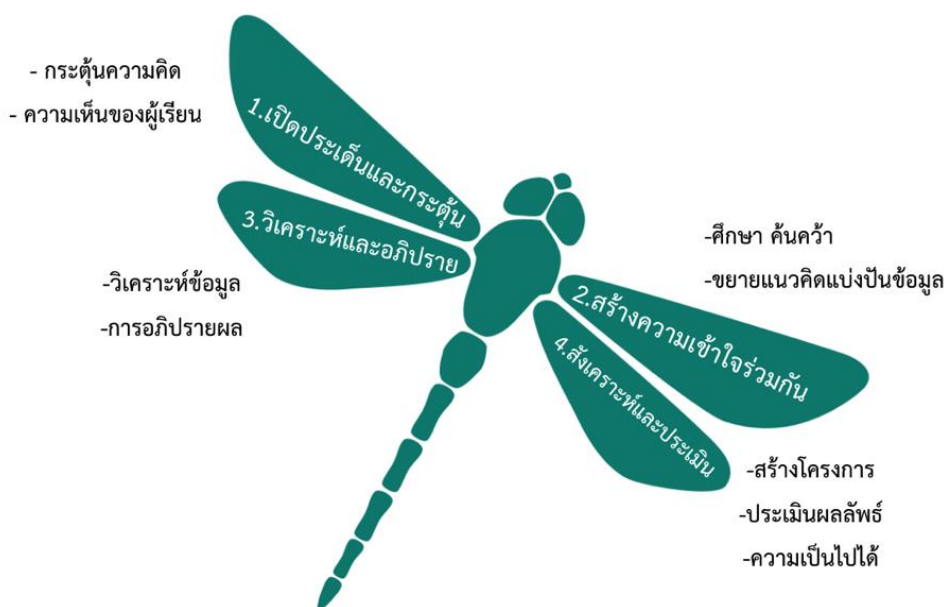 - กระตุ้นความคิด
- ความเห็นของผู้เรียน
1.เปิดประเด็นและกระตุ้น
3.วิเคราะห์และอภิปราย
-วิเคราะห์ข้อมูล
-การอภิปรายผล
-ศึกษา ค้นคว้า
-ขยายแนวคิดแบ่งปันข้อมูล
2.สร้างความเข้าใจร่วมกัน
4.สังเคราะห์และประเมิน
-สร้างโครงการ
-ประเมินผลลัพธ์
-ความเป็นไปได้